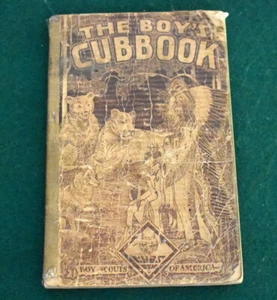 THE BOY'S
CUBBOOK
BOY SCOUTS OF AMERICA